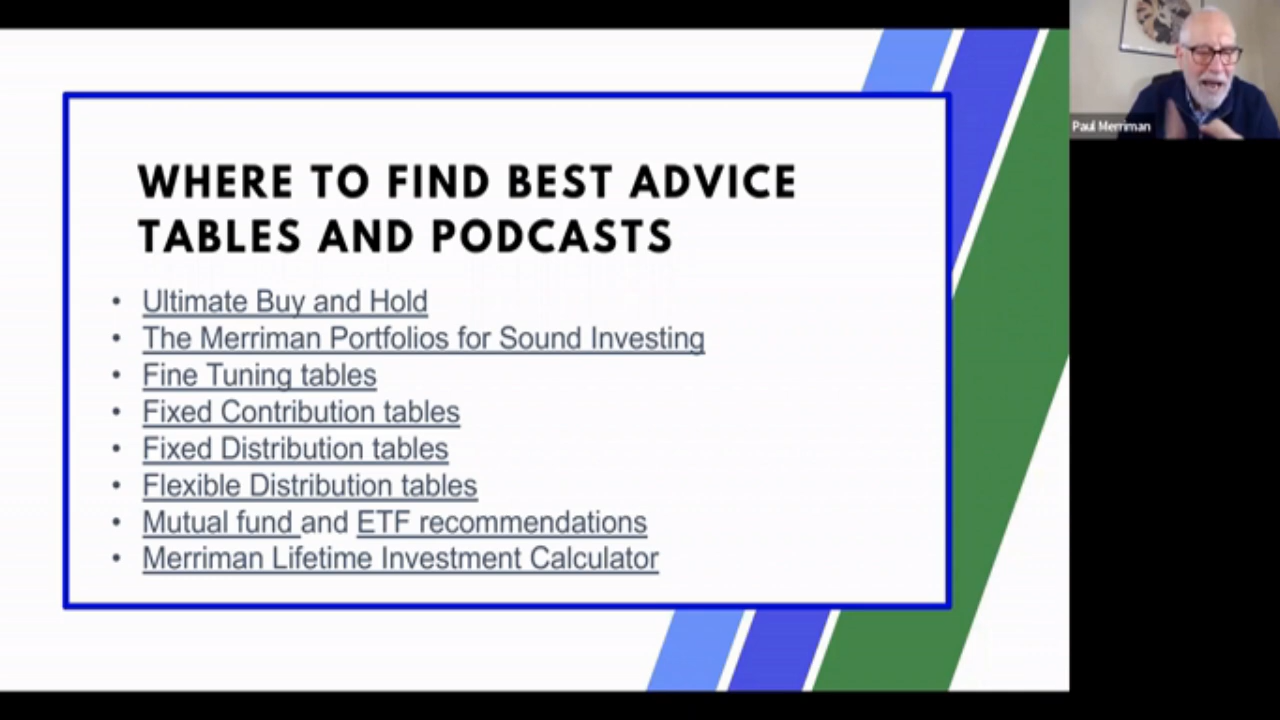 WHERE TO FIND BEST ADVICE
TABLES AND PODCASTS
• Ultimate Buy and Hold
• The Merriman Portfolios for Sound Investing
• Fine Tuning tables
• Fixed Contribution tables
• Fixed Distribution tables
• Flexible Distribution tables
• Mutual fund and ETF recommendations
• Merriman Lifetime Investment Calculator
Paul Merriman